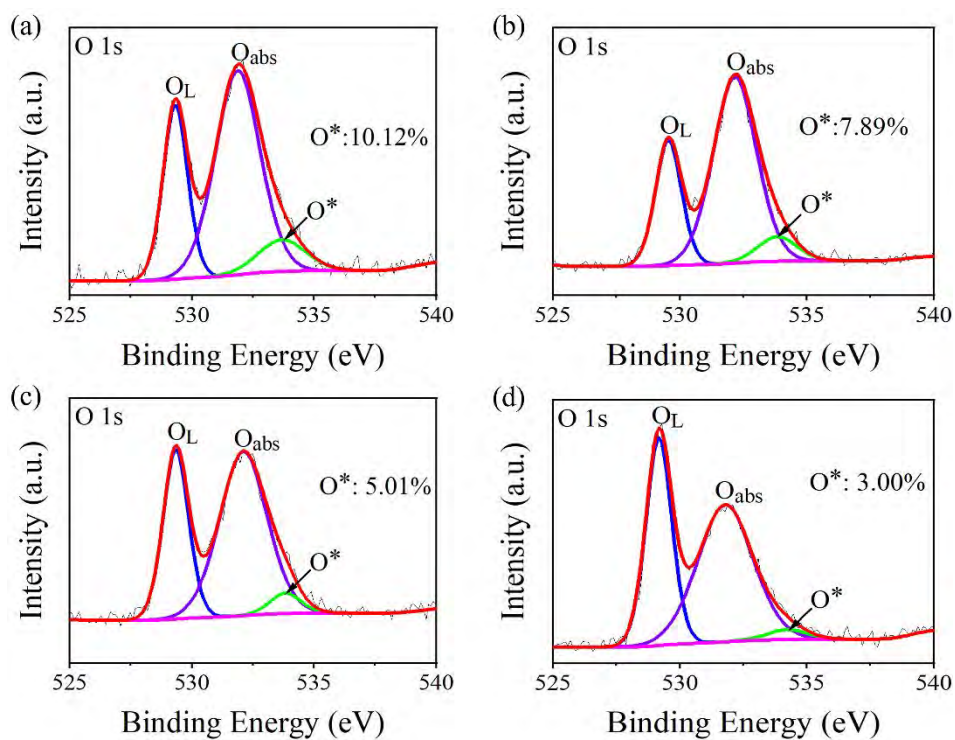 (a)
O 1s
O_L
O_abs
O*:10.12%
O*
Intensity (a.u.)
525 530 535 540
Binding Energy (eV)
(b)
O 1s
O_L
O_abs
O*:7.89%
O*
Intensity (a.u.)
525 530 535 540
Binding Energy (eV)
(c)
O 1s
O_L
O_abs
O*: 5.01%
O*
Intensity (a.u.)
525 530 535 540
Binding Energy (eV)
(d)
O 1s
O_L
O_abs
O*: 3.00%
O*
Intensity (a.u.)
525 530 535 540
Binding Energy (eV)